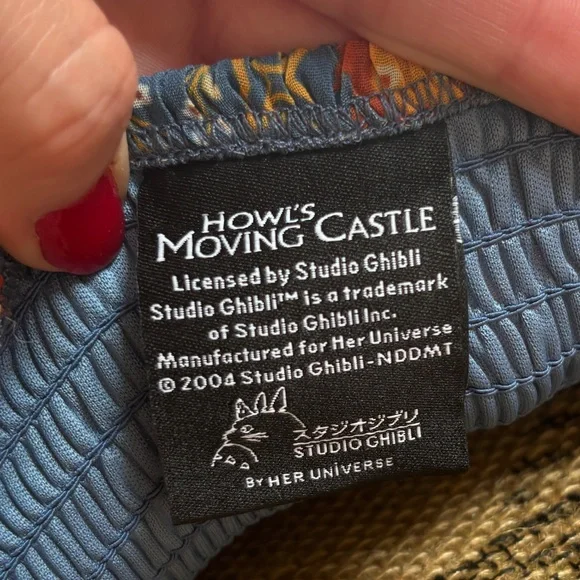 HOWL'S
MOVING CASTLE
Licensed by Studio Ghibli
Studio Ghibli™ is a trademark
of Studio Ghibli Inc.
Manufactured for Her Universe
© 2004 Studio Ghibli-NDDMT
スタジオジブリ
STUDIO GHIBLI
BY HER UNIVERSE